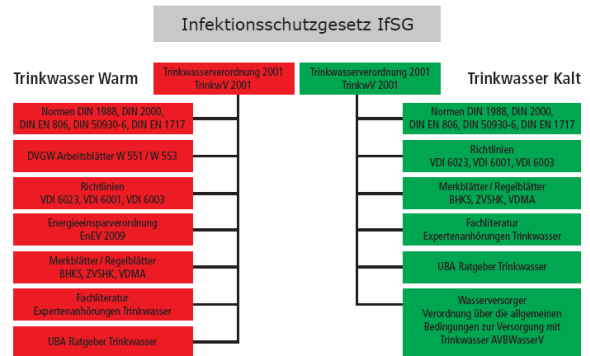 Infektionsschutzgesetz IfSG
Trinkwasser Warm
Trinkwasserverordnung 2001
TrinkwV 2001
Trinkwasserverordnung 2001
TrinkwV 2001
Trinkwasser Kalt
Normen DIN 1988, DIN 2000,
DIN EN 806, DIN 50930-6, DIN EN 1717
DVGW Arbeitsblätter W 551 / W 553
Richtlinien
VDI 6023, VDI 6001, VDI 6003
Energieeinsparverordnung
EnEV 2009
Merkblätter/ Regelblätter
BHKS, ZVSHK, VDMA
Fachliteratur
Expertenanhörungen Trinkwasser
UBA Ratgeber Trinkwasser
Normen DIN 1988, DIN 2000,
DIN EN 806, DIN 50930-6, DIN EN 1717
Richtlinien
VDI 6023, VDI 6001, VDI 6003
Merkblätter/ Regelblätter
BHKS, ZVSHK, VDMA
Fachliteratur
Expertenanhörungen Trinkwasser
UBA Ratgeber Trinkwasser
Wasserversorger
Verordnung über die allgemeinen
Bedingungen zur Versorgung mit
Trinkwasser AVBWasserV